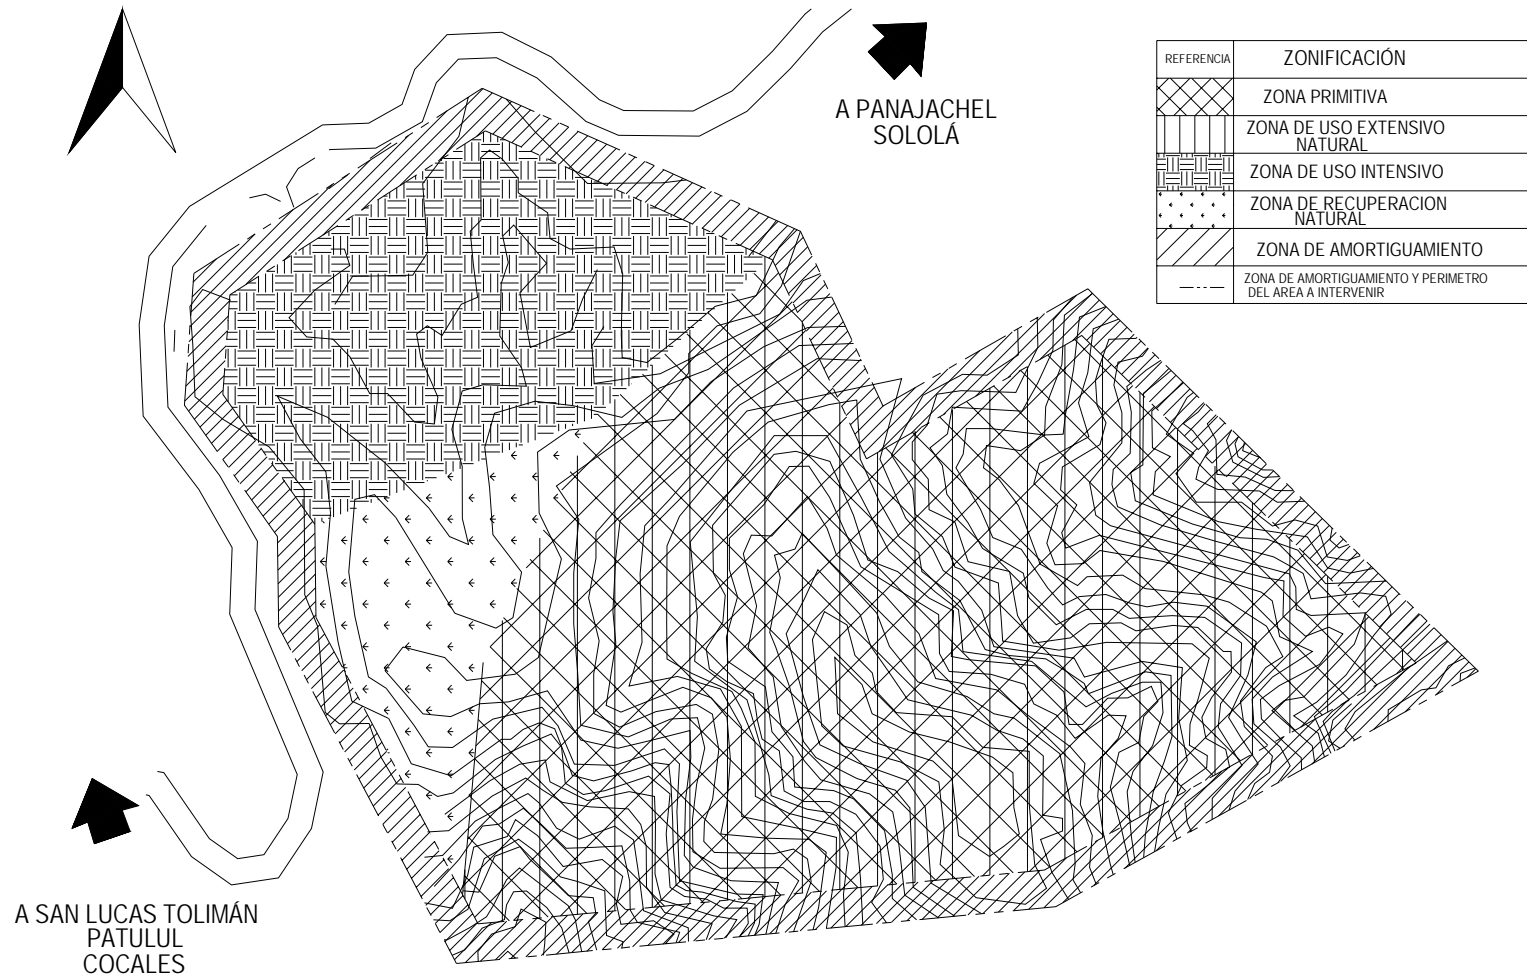 A PANAJACHEL
SOLOLÁ
REFERENCIA
ZONIFICACIÓN
ZONA PRIMITIVA
ZONA DE USO EXTENSIVO
NATURAL
ZONA DE USO INTENSIVO
ZONA DE RECUPERACION
NATURAL
ZONA DE AMORTIGUAMIENTO
ZONA DE AMORTIGUAMIENTO Y PERIMETRO
DEL AREA A INTERVENIR
A SAN LUCAS TOLIMÁN
PATULUL
COCALES